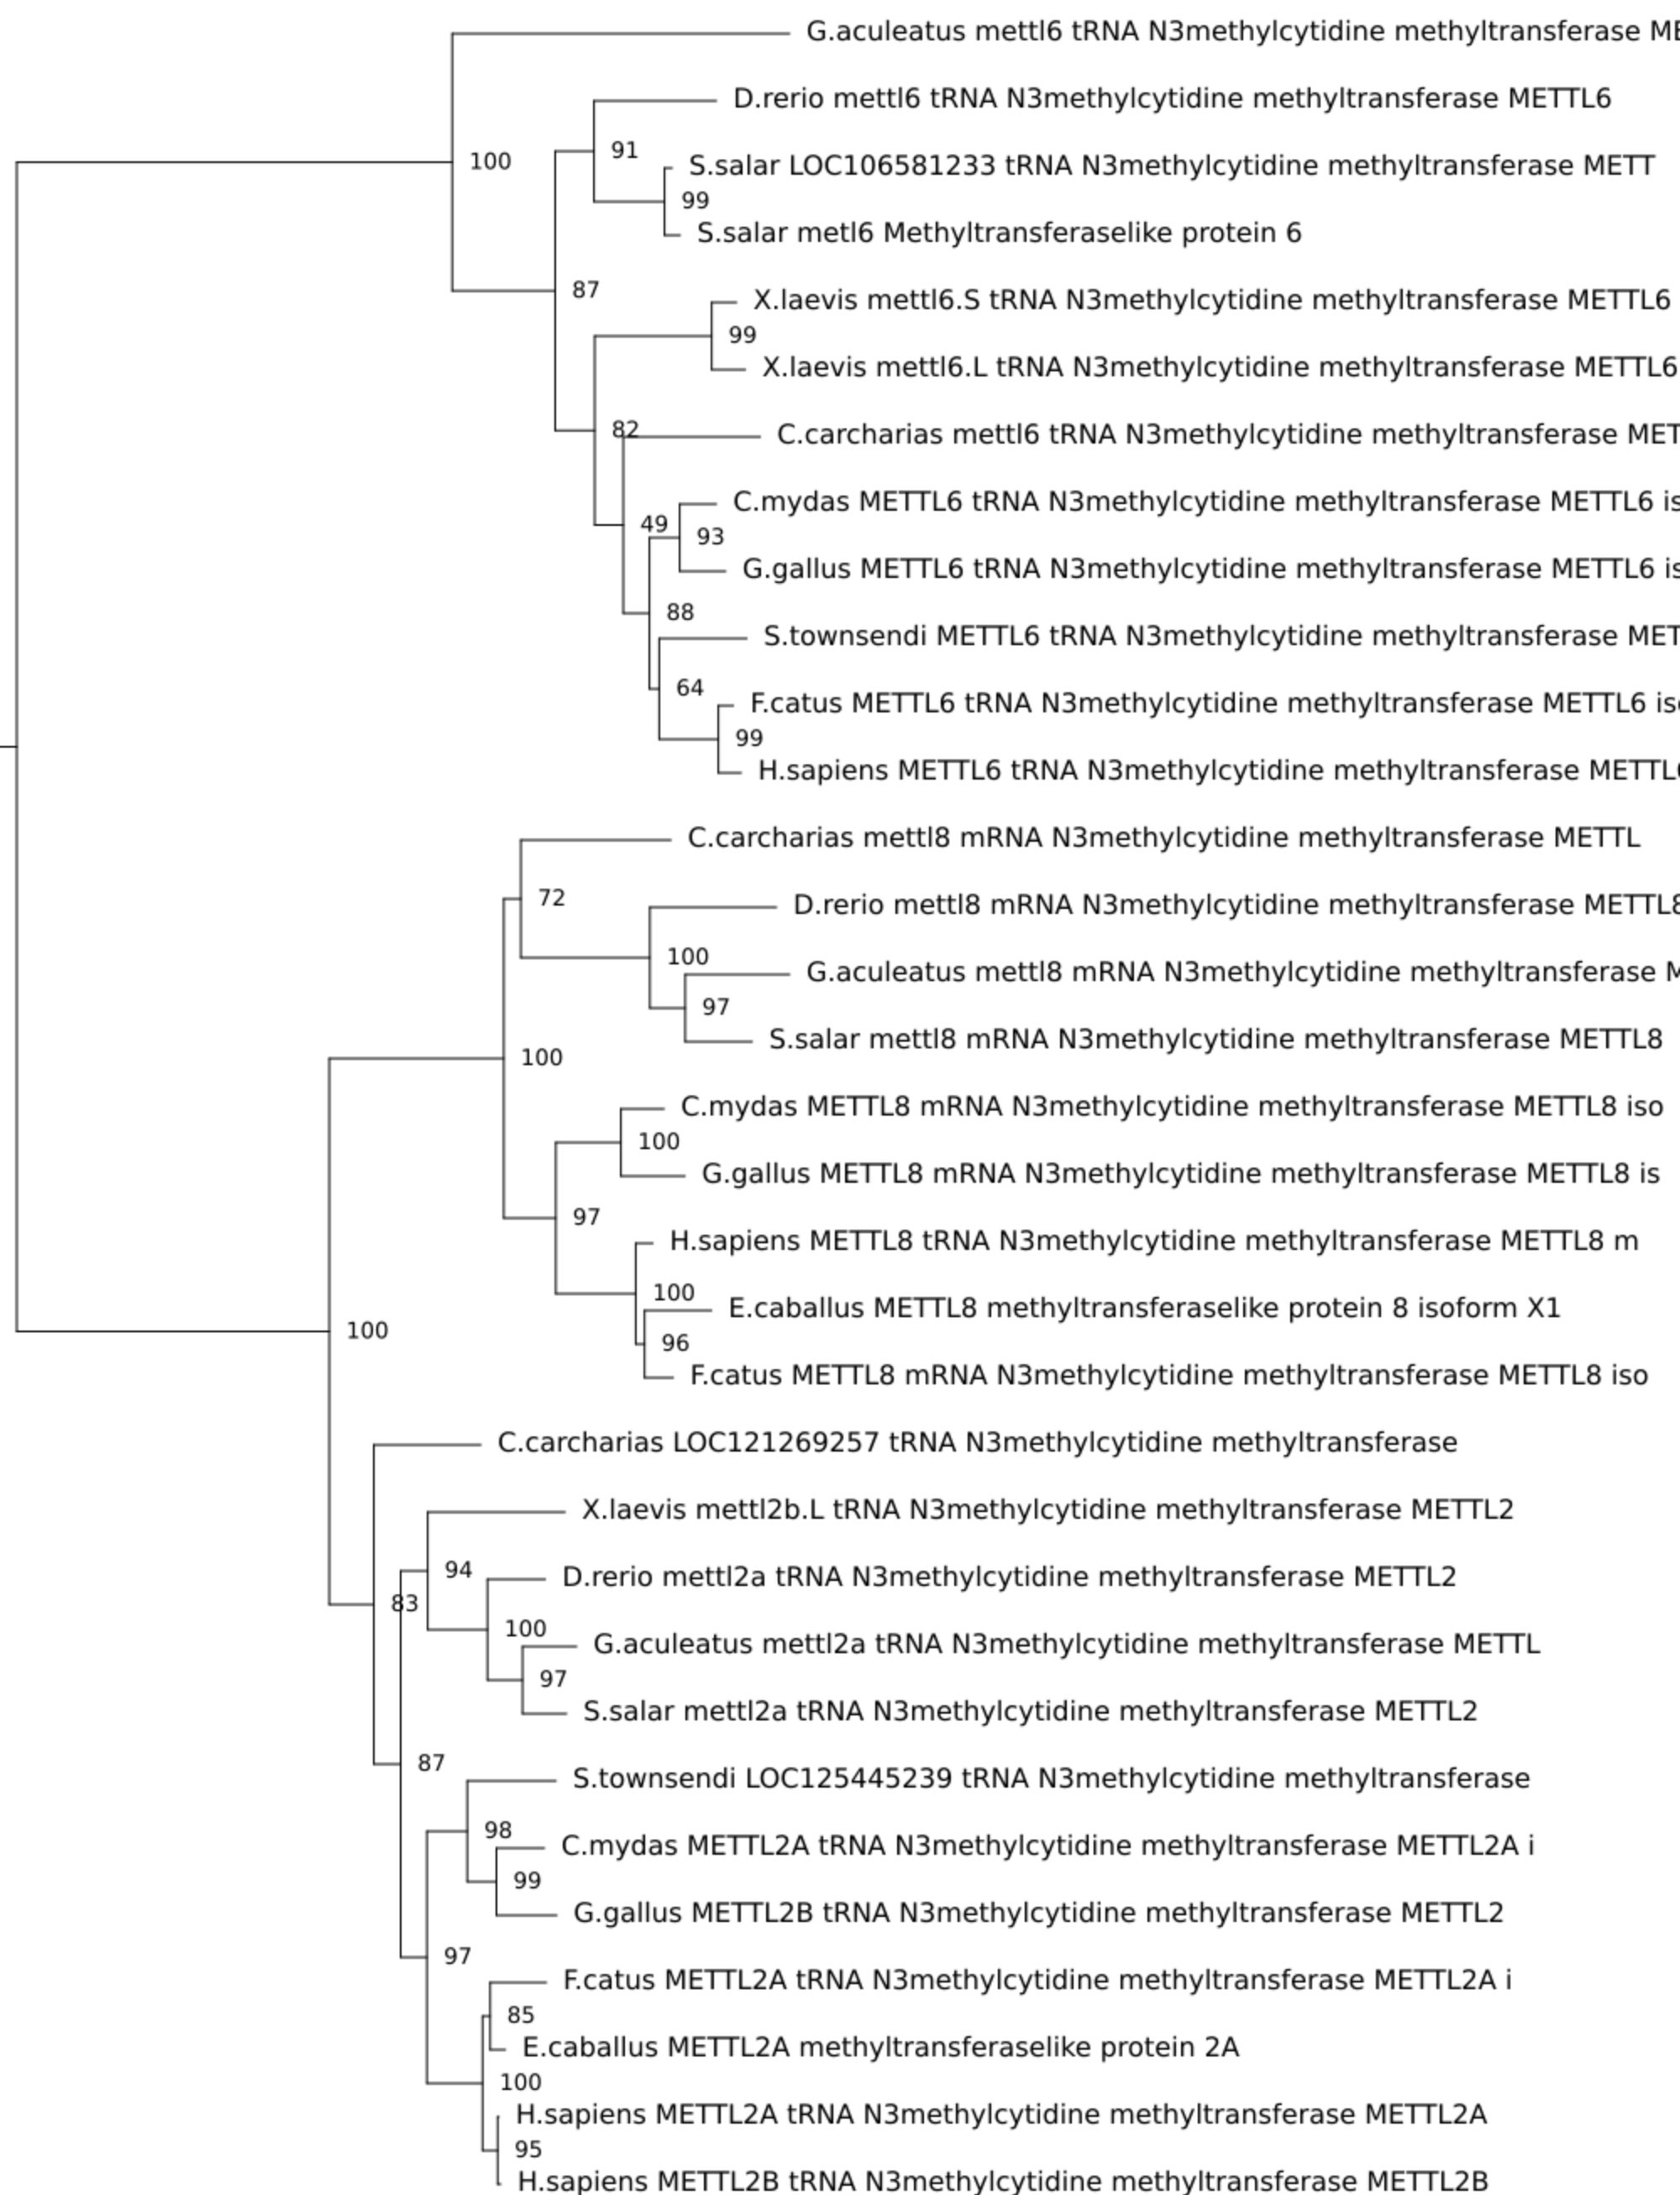 G.aculeatus mettl6 tRNA N3methylcytidine methyltransferase ME
D.rerio mettl6 tRNA N3methylcytidine methyltransferase METTL6
91
100
S.salar LOC106581233 tRNA N3methylcytidine methyltransferase METT
99
S.salar metl6 Methyltransferaselike protein 6
87
X.laevis mettl6.S tRNA N3methylcytidine methyltransferase METTL6
99
X.laevis mettl6.L tRNA N3methylcytidine methyltransferase METTL6
82
C.carcharias mettl6 tRNA N3methylcytidine methyltransferase MET
C.mydas METTL6 tRNA N3methylcytidine methyltransferase METTL6 is
49
93
G.gallus METTL6 tRNA N3methylcytidine methyltransferase METTL6 is
88
S.townsendi METTL6 tRNA N3methylcytidine methyltransferase MET
64
F.catus METTL6 tRNA N3methylcytidine methyltransferase METTL6 is
99
H.sapiens METTL6 tRNA N3methylcytidine methyltransferase METTL6
C.carcharias mettl8 mRNA N3methylcytidine methyltransferase METTL
72
D.rerio mettl8 mRNA N3methylcytidine methyltransferase METTL8
100
G.aculeatus mettl8 mRNA N3methylcytidine methyltransferase M
97
S.salar mettl8 mRNA N3methylcytidine methyltransferase METTL8
100
C.mydas METTL8 mRNA N3methylcytidine methyltransferase METTL8 iso
100
G.gallus METTL8 mRNA N3methylcytidine methyltransferase METTL8 is
97
H.sapiens METTL8 tRNA N3methylcytidine methyltransferase METTL8 m
100
E.caballus METTL8 methyltransferaselike protein 8 isoform X1
100
96
F.catus METTL8 mRNA N3methylcytidine methyltransferase METTL8 iso
C.carcharias LOC121269257 tRNA N3methylcytidine methyltransferase
X.laevis mettl2b.L tRNA N3methylcytidine methyltransferase METTL2
94
D.rerio mettl2a tRNA N3methylcytidine methyltransferase METTL2
83
100
G.aculeatus mettl2a tRNA N3methylcytidine methyltransferase METTL
97
S.salar mettl2a tRNA N3methylcytidine methyltransferase METTL2
87
S.townsendi LOC125445239 tRNA N3methylcytidine methyltransferase
98
C.mydas METTL2A tRNA N3methylcytidine methyltransferase METTL2A i
99
G.gallus METTL2B tRNA N3methylcytidine methyltransferase METTL2
97
F.catus METTL2A tRNA N3methylcytidine methyltransferase METTL2A i
85
E.caballus METTL2A methyltransferaselike protein 2A
100
H.sapiens METTL2A tRNA N3methylcytidine methyltransferase METTL2A
95
H.sapiens METTL2B tRNA N3methylcytidine methyltransferase METTL2B